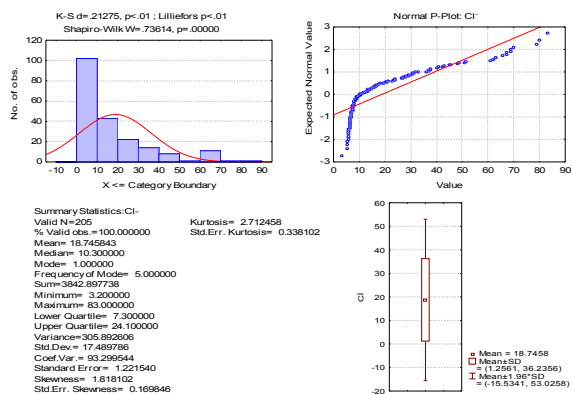 K-S d=.21275, p<.01 ; Lilliefors p<.01
Shapiro-Wilk W=.73614, p=.00000
120
100
80
60
40
20
0
No. of obs.
-10 0 10 20 30 40 50 60 70 80 90
X <= Category Boundary
Normal P-Plot: Cl-
3
2
1
0
-1
-2
-3
Expected Normal Value
0 10 20 30 40 50 60 70 80 90
Value
Summary Statistics:Cl-
Valid N=205
% Valid obs.=100.000000
Mean= 18.745843
Median= 10.300000
Mode= 1.000000
Frequency of Mode= 5.000000
Sum=3842.897738
Minimum= 3.200000
Maximum= 83.000000
Lower Quartile= 7.300000
Upper Quartile= 24.100000
Variance=305.892606
Std.Dev.= 17.489786
Coef.Var.= 93.299544
Standard Error= 1.221540
Skewness= 1.818102
Std.Err. Skewness= 0.169846
Kurtosis= 2.712458
Std.Err. Kurtosis= 0.338102
60
50
40
30
20
10
0
-10
-20
Cl
Mean = 18.7458
Mean±SD
= (1.2561, 36.2356)
Mean±1.96*SD
= (-15.5341, 53.0258)